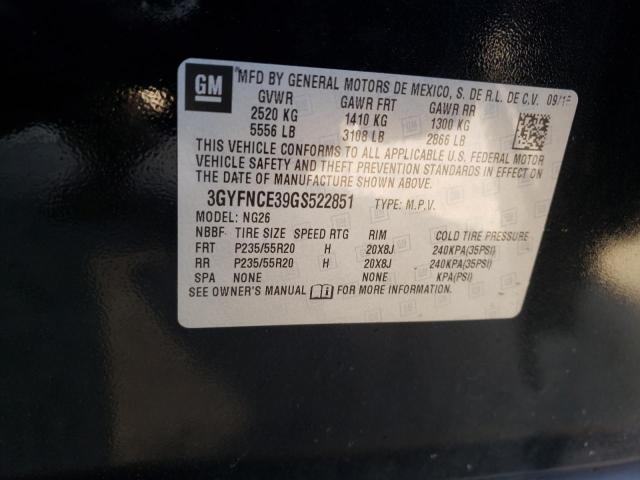 GM
MFD BY GENERAL MOTORS DE MEXICO, S. DE R.L. DE C.V. 09/15
GVWR GAWR FRT GAWR RR
2520 KG 1410 KG 1300 KG
5556 LB 3108 LB 2866 LB
THIS VEHICLE CONFORMS TO ALL APPLICABLE U.S. FEDERAL MOTOR
VEHICLE SAFETY AND THEFT PREVENTION STANDARDS IN EFFECT ON
THE DATE OF MANUFACTURE SHOWN ABOVE.
3GYFNCE39GS522851 TYPE: M.P.V.
MODEL: NG26
NBBF TIRE SIZE SPEED RTG RIM COLD TIRE PRESSURE
FRT P235/55R20 H 20X8J 240KPA(35PSI)
RR P235/55R20 H 20X8J 240KPA(35PSI)
SPA NONE NONE KPA(PSI)
SEE OWNER'S MANUAL FOR MORE INFORMATION.